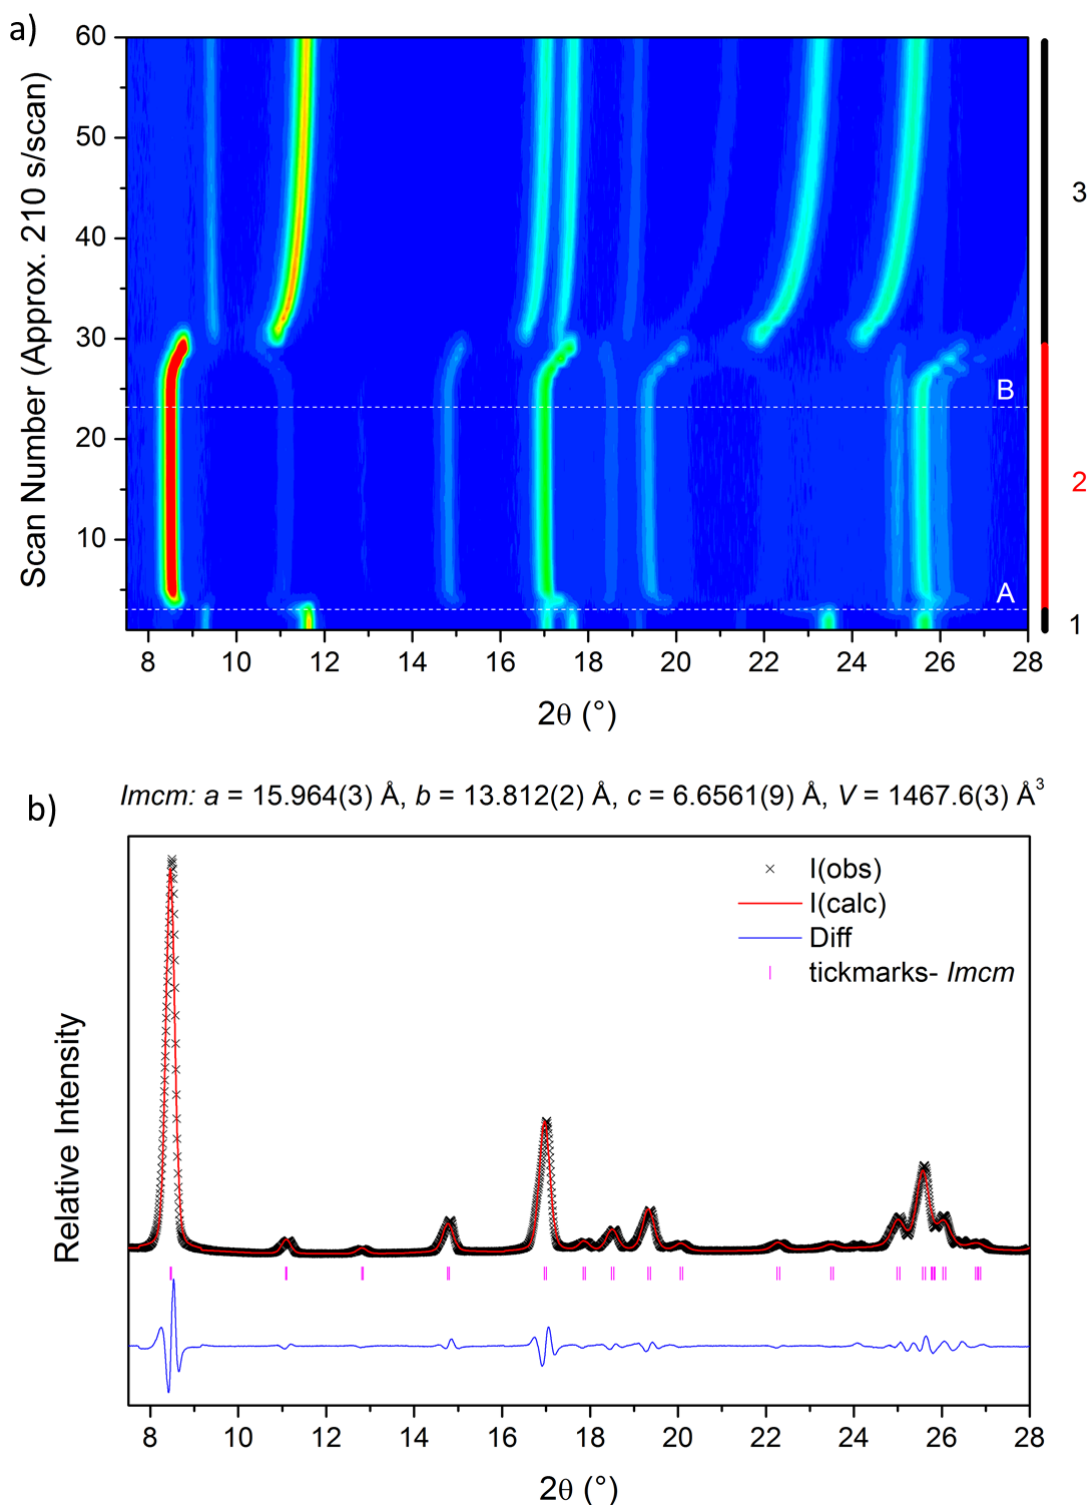 a)
Scan Number (Approx. 210 s/scan)
60
50
40
30
20
10
B
A
3
2
1
8 10 12 14 16 18 20 22 24 26 28
2θ (°)
Imcm: a = 15.964(3) Å, b = 13.812(2) Å, c = 6.6561(9) Å, V = 1467.6(3) Å³
b)
I(obs)
I(calc)
Diff
tickmarks- Imcm
Relative Intensity
8 10 12 14 16 18 20 22 24 26 28
2θ (°)